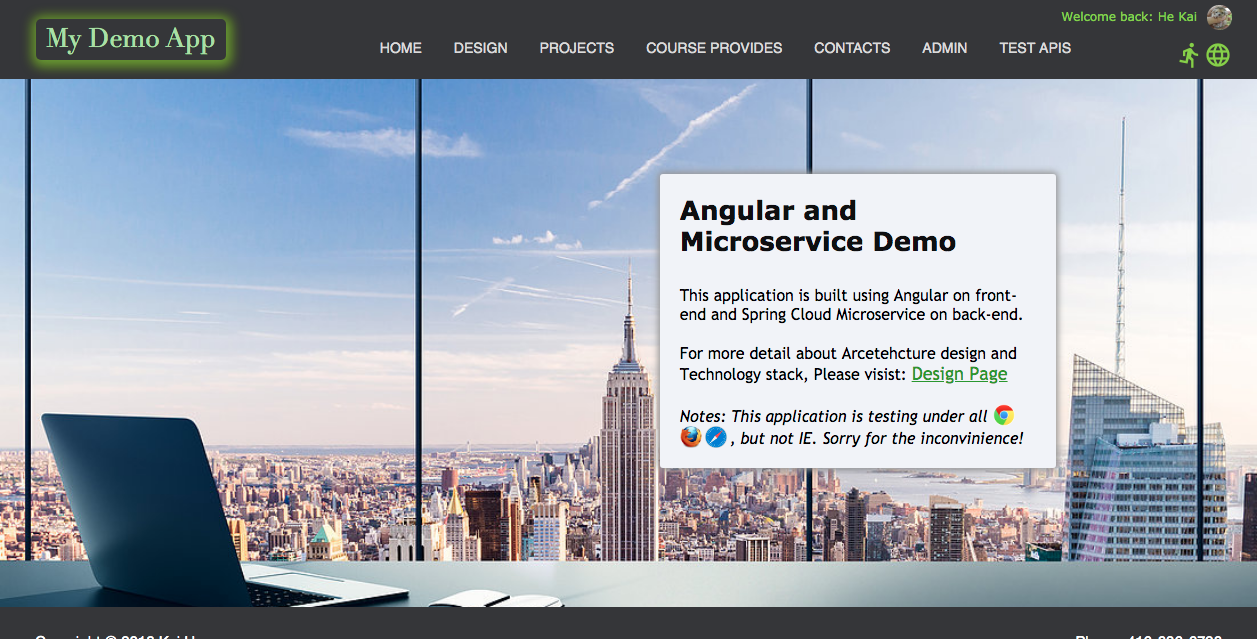 My Demo App
Welcome back: He Kai
HOME DESIGN PROJECTS COURSE PROVIDES CONTACTS ADMIN TEST APIS
Angular and
Microservice Demo
This application is built using Angular on front-
end and Spring Cloud Microservice on back-end.
For more detail about Arcetehcture design and
Technology stack, Please visist: Design Page
Notes: This application is testing under all
, but not IE. Sorry for the inconvinience!
Copyright ©